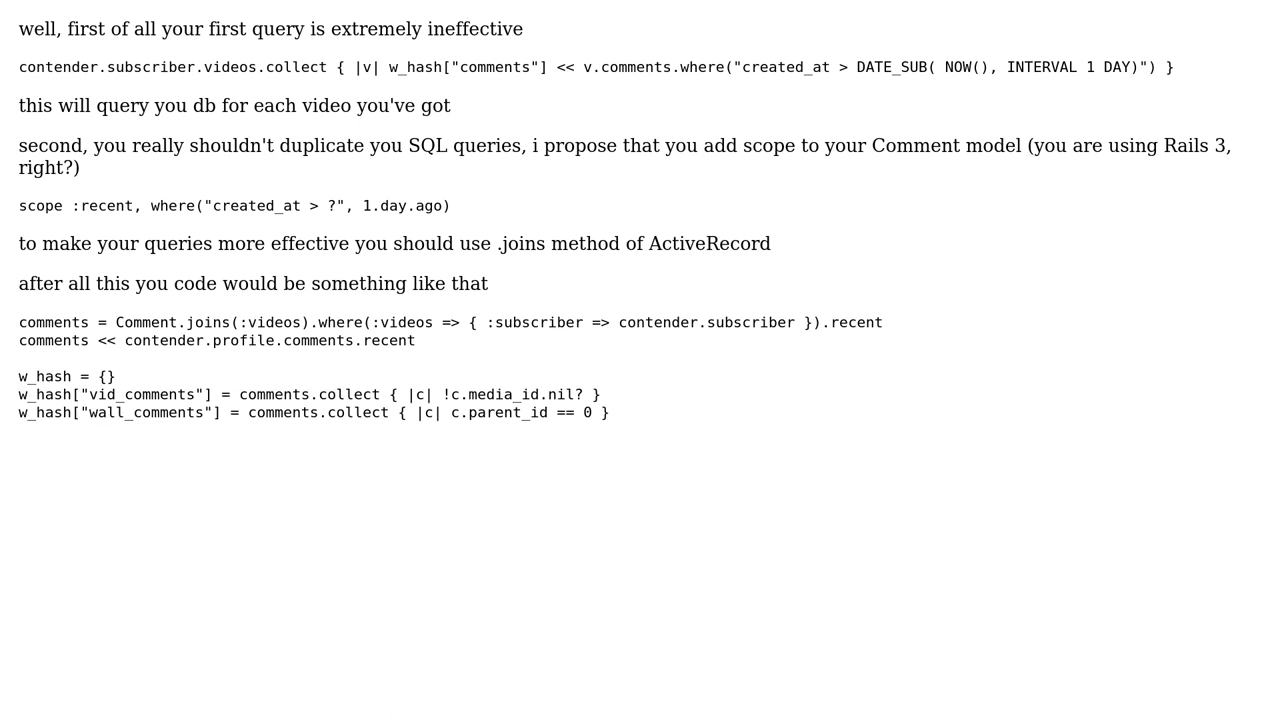 well, first of all your first query is extremely ineffective
contender.subscriber.videos.collect { |v| w_hash["comments"] << v.comments.where("created_at > DATE_SUB( NOW(), INTERVAL 1 DAY)") }
this will query you db for each video you've got
second, you really shouldn't duplicate you SQL queries, i propose that you add scope to your Comment model (you are using Rails 3,
right?)
scope :recent, where("created_at > ?", 1.day.ago)
to make your queries more effective you should use .joins method of ActiveRecord
after all this you code would be something like that
comments = Comment.joins(:videos).where(:videos => { :subscriber => contender.subscriber }).recent
comments << contender.profile.comments.recent
w_hash = {}
w_hash["vid_comments"] = comments.collect { |c| !c.media_id.nil? }
w_hash["wall_comments"] = comments.collect { |c| c.parent_id == 0 }